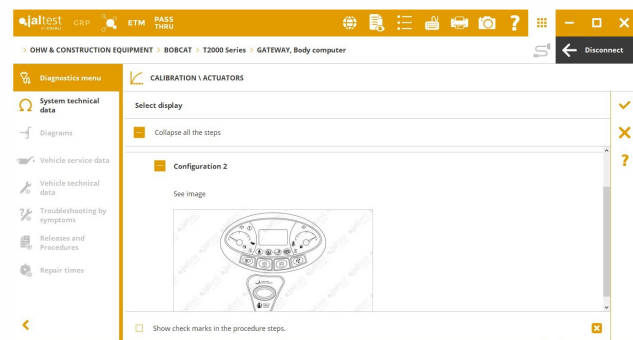 jaltest
GRP
ETM
PASS
THRU
?
> OHW & CONSTRUCTION EQUIPMENT > BOBCAT > T2000 Series > GATEWAY, Body computer
Disconnect
Diagnostics menu
CALIBRATION \ ACTUATORS
System technical
data
Select display
Collapse all the steps
Diagrams
Configuration 2
Vehicle service data
See image
Vehicle technical
data
Troubleshooting by
symptoms
Releases and
Procedures
Repair times
Show check marks in the procedure steps.